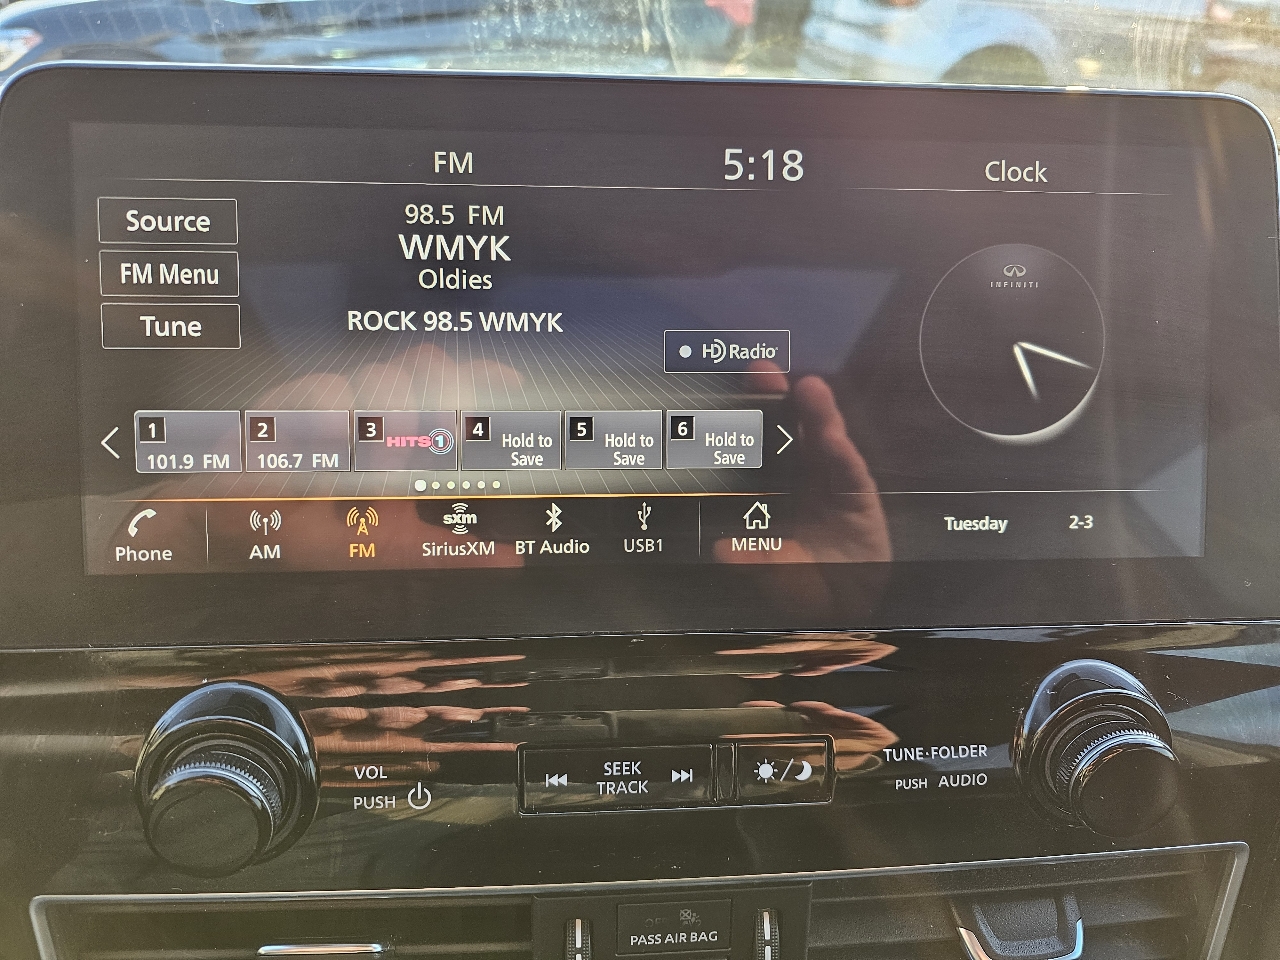 FM
5:18
Clock
Source
98.5 FM
WMYK
Oldies
FM Menu
INFINITI
Tune
ROCK 98.5 WMYK
HD Radio
1
101.9 FM
2
106.7 FM
3
HITS 1
4
Hold to
Save
5
Hold to
Save
6
Hold to
Save
Phone
AM
FM
sxm
SiriusXM
BT Audio
USB1
MENU
Tuesday
2-3
VOL
PUSH
SEEK
TRACK
TUNE·FOLDER
PUSH AUDIO
PASS AIR BAG